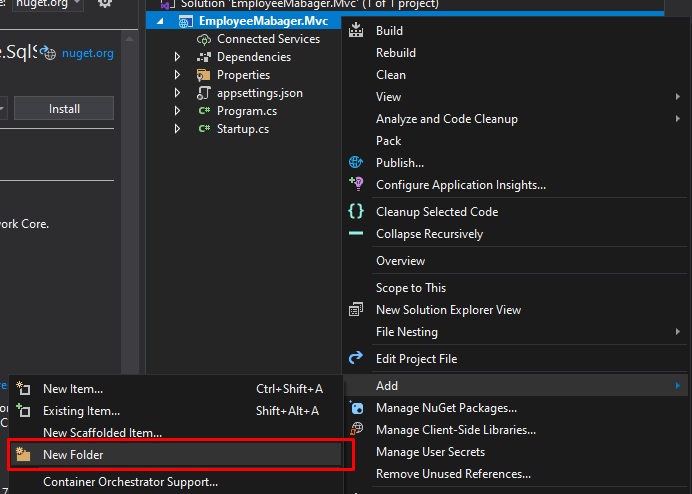 nuget.org
Solution 'EmployeeMabager.Mvc' (1 of 1 project)
EmployeeMabager.Mvc
Connected Services
Dependencies
Properties
appsettings.json
Program.cs
Startup.cs
nuget.org
Install
Build
Rebuild
Clean
View
Analyze and Code Cleanup
Pack
Publish...
Configure Application Insights...
Cleanup Selected Code
Collapse Recursively
Overview
Scope to This
New Solution Explorer View
File Nesting
Edit Project File
Add
Manage NuGet Packages...
Manage Client-Side Libraries...
Manage User Secrets
Remove Unused References...
Core.
New Item... Ctrl+Shift+A
Existing Item... Shift+Alt+A
New Scaffolded Item...
New Folder
Container Orchestrator Support...